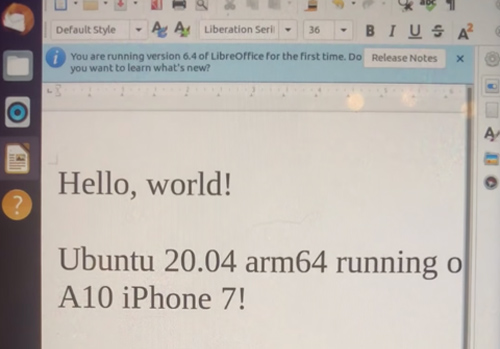 Default Style
Liberation Seri
36
B I U S A2
You are running version 6.4 of LibreOffice for the first time. Do
you want to learn what's new?
Release Notes
Hello, world!
Ubuntu 20.04 arm64 running o
A10 iPhone 7!